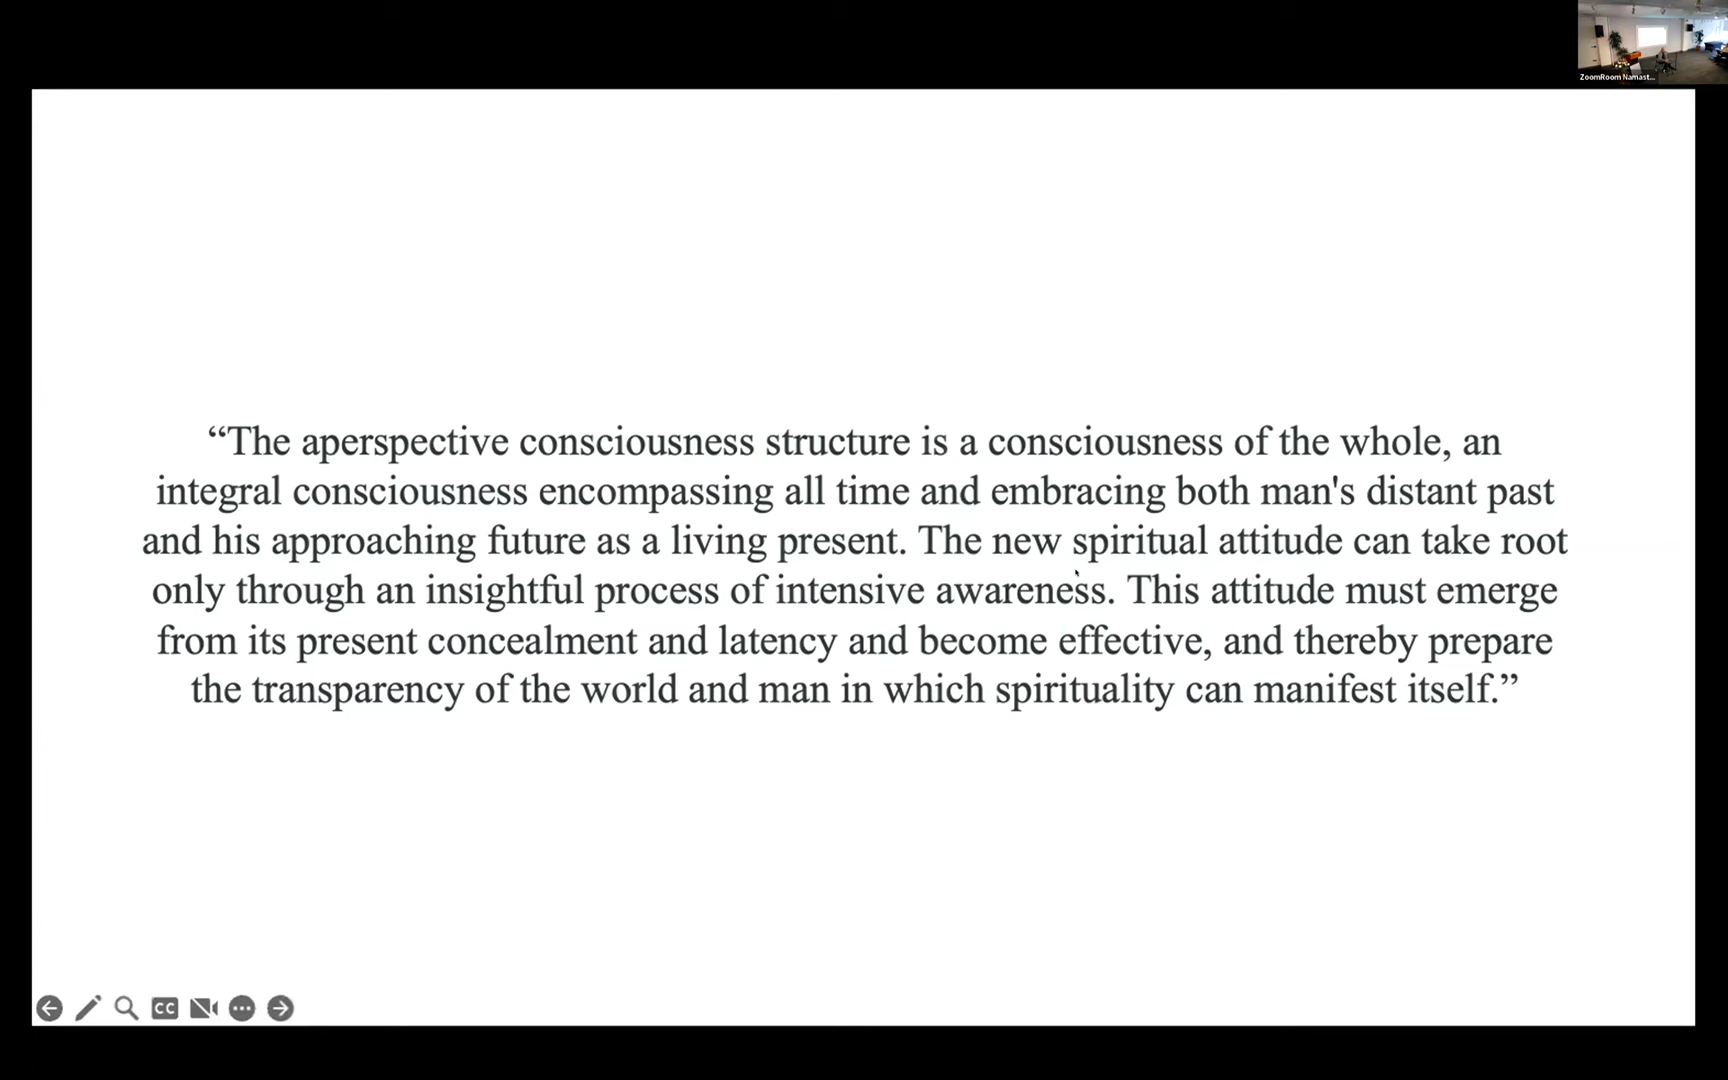 ZoomRoom Namast...
“The aperspective consciousness structure is a consciousness of the whole, an
integral consciousness encompassing all time and embracing both man's distant past
and his approaching future as a living present. The new spiritual attitude can take root
only through an insightful process of intensive awareness. This attitude must emerge
from its present concealment and latency and become effective, and thereby prepare
the transparency of the world and man in which spirituality can manifest itself.”
CC